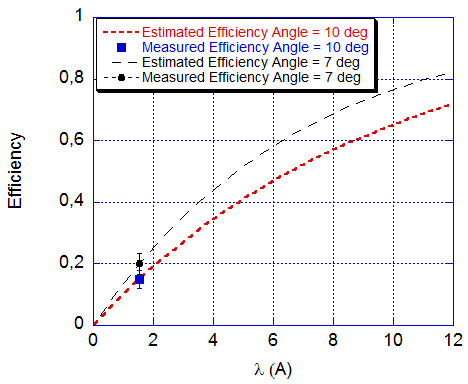 Estimated Efficiency Angle = 10 deg
Measured Efficiency Angle = 10 deg
Estimated Efficiency Angle = 7 deg
Measured Efficiency Angle = 7 deg
Efficiency
1
0,8
0,6
0,4
0,2
0
0 2 4 6 8 10 12
λ (A)